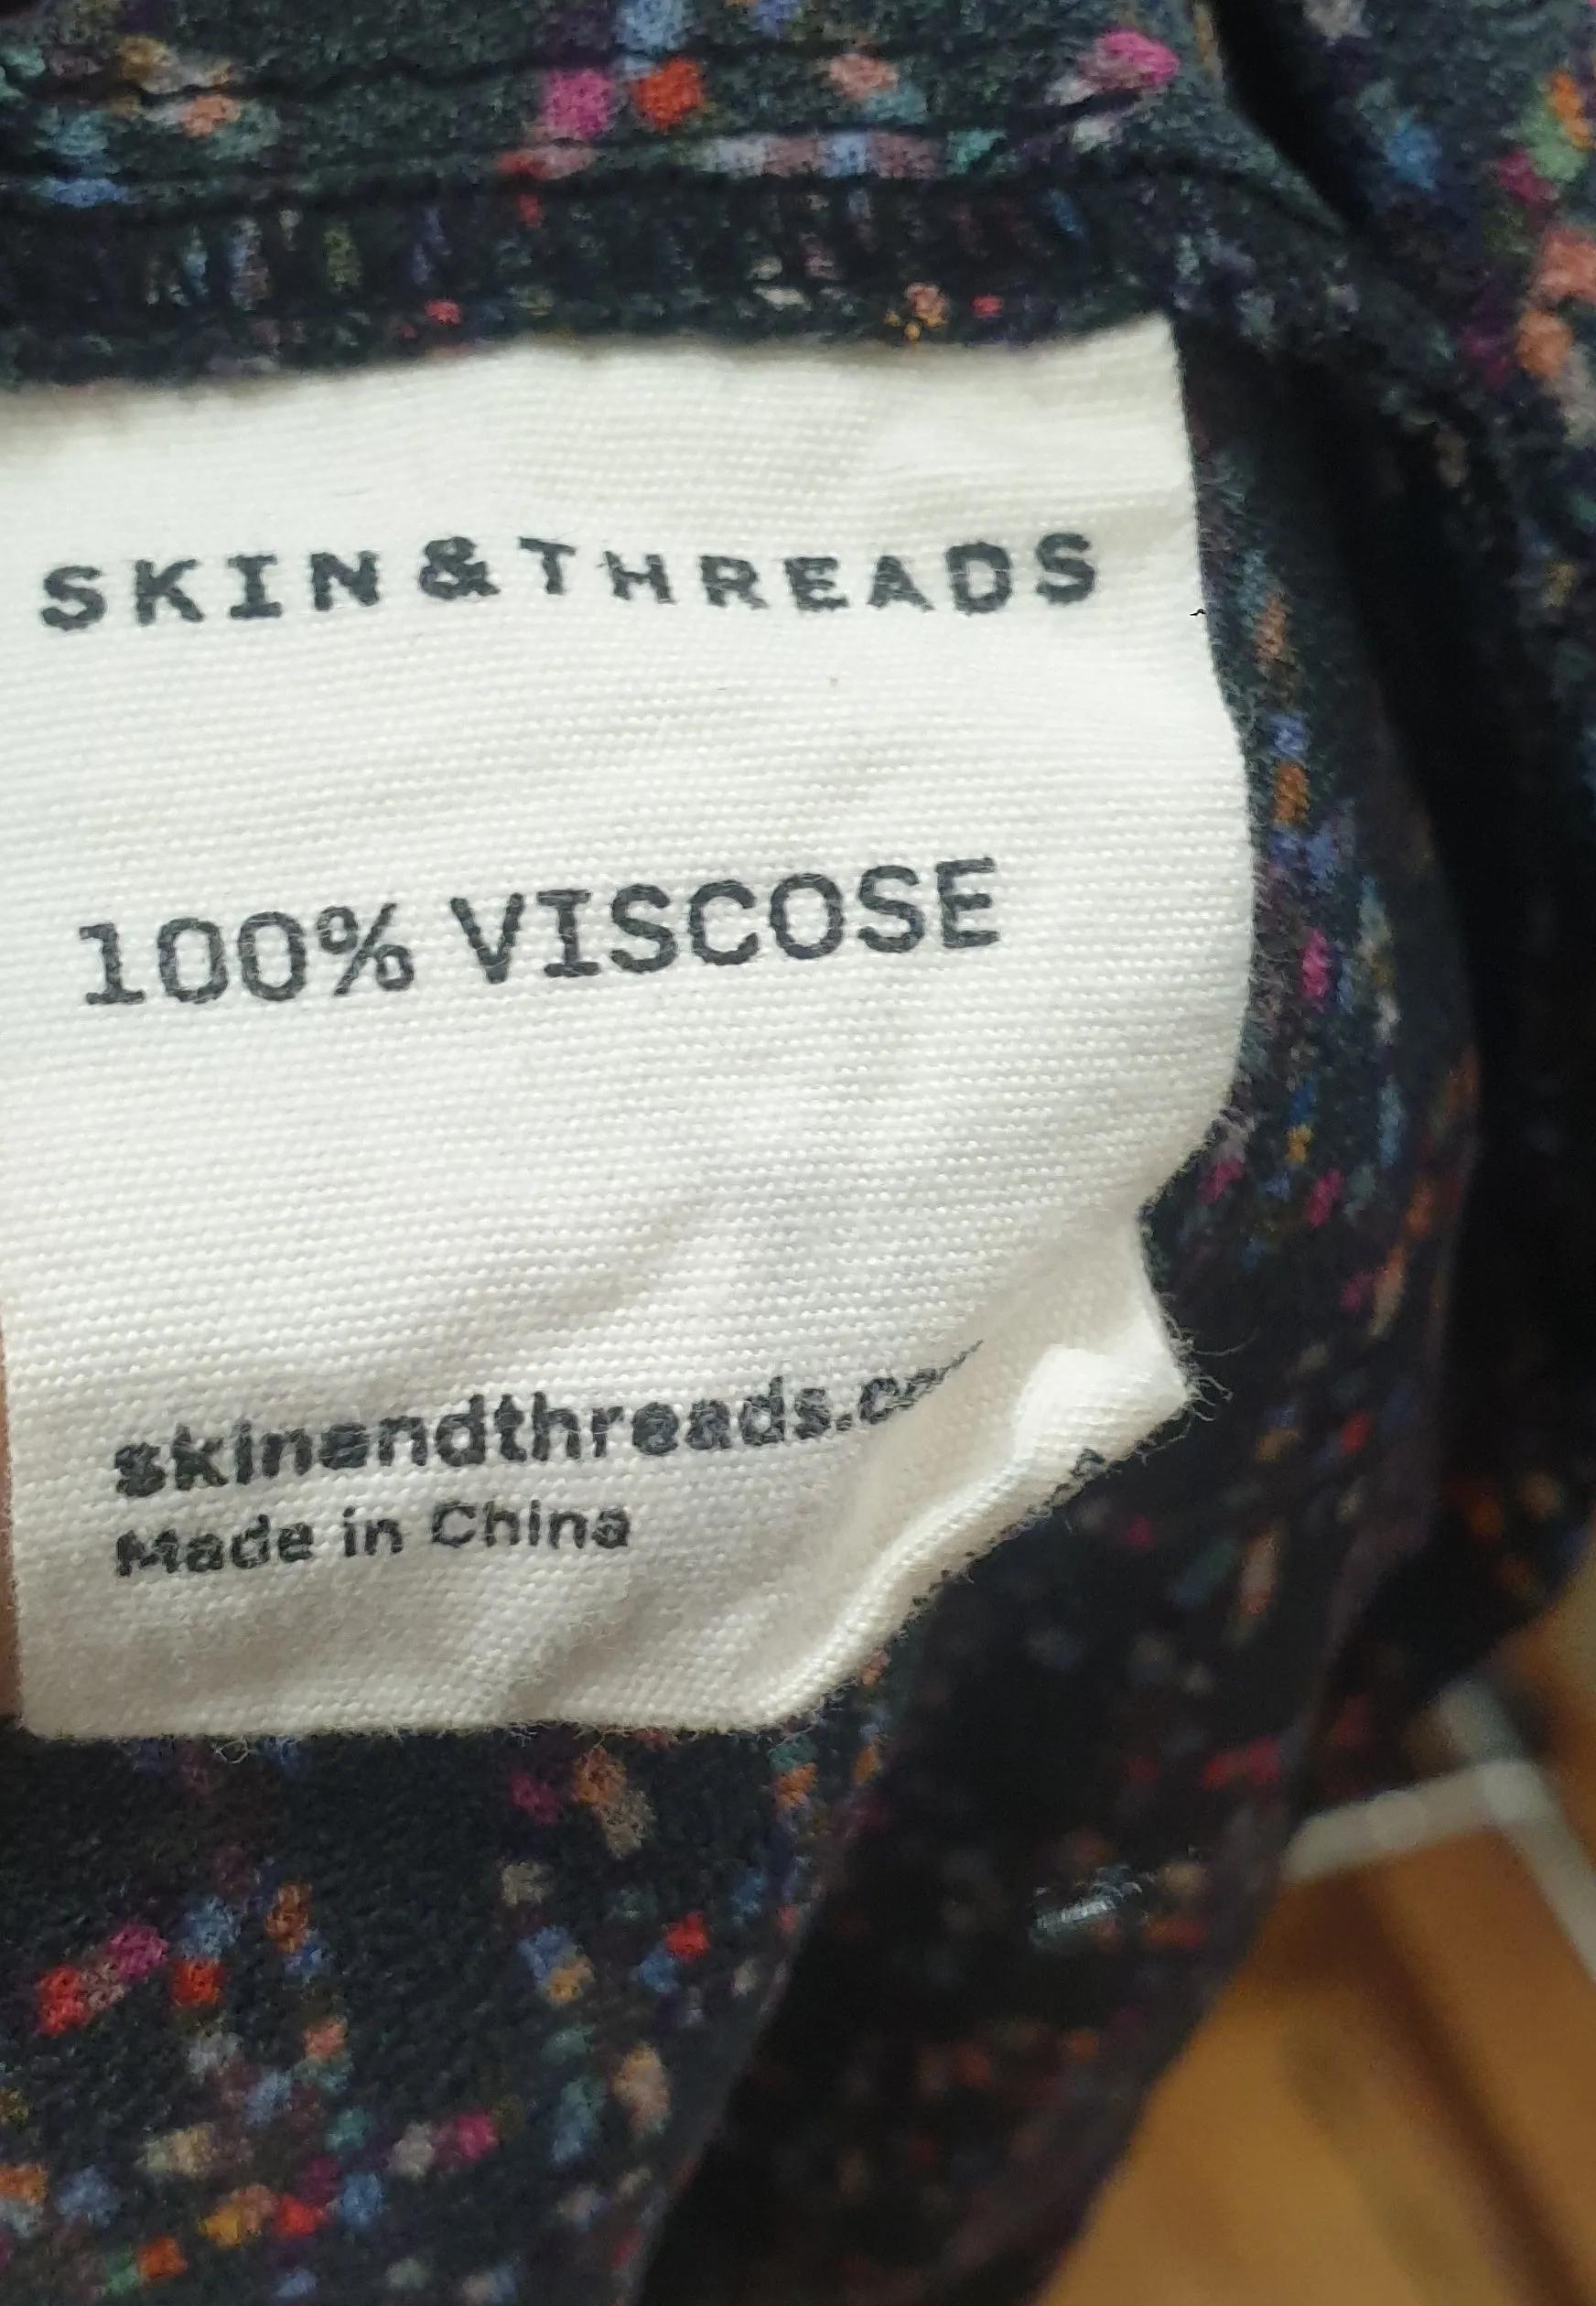 SKIN&THREADS
100% VISCOSE
skinandthreads.co
Made in China